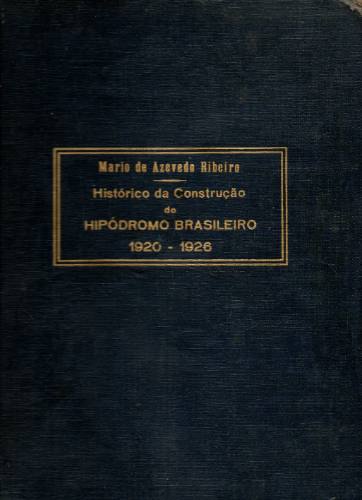 Mario de Azevedo Ribeiro
Histórico da Construção
do
HIPÓDROMO BRASILEIRO
1920 - 1926